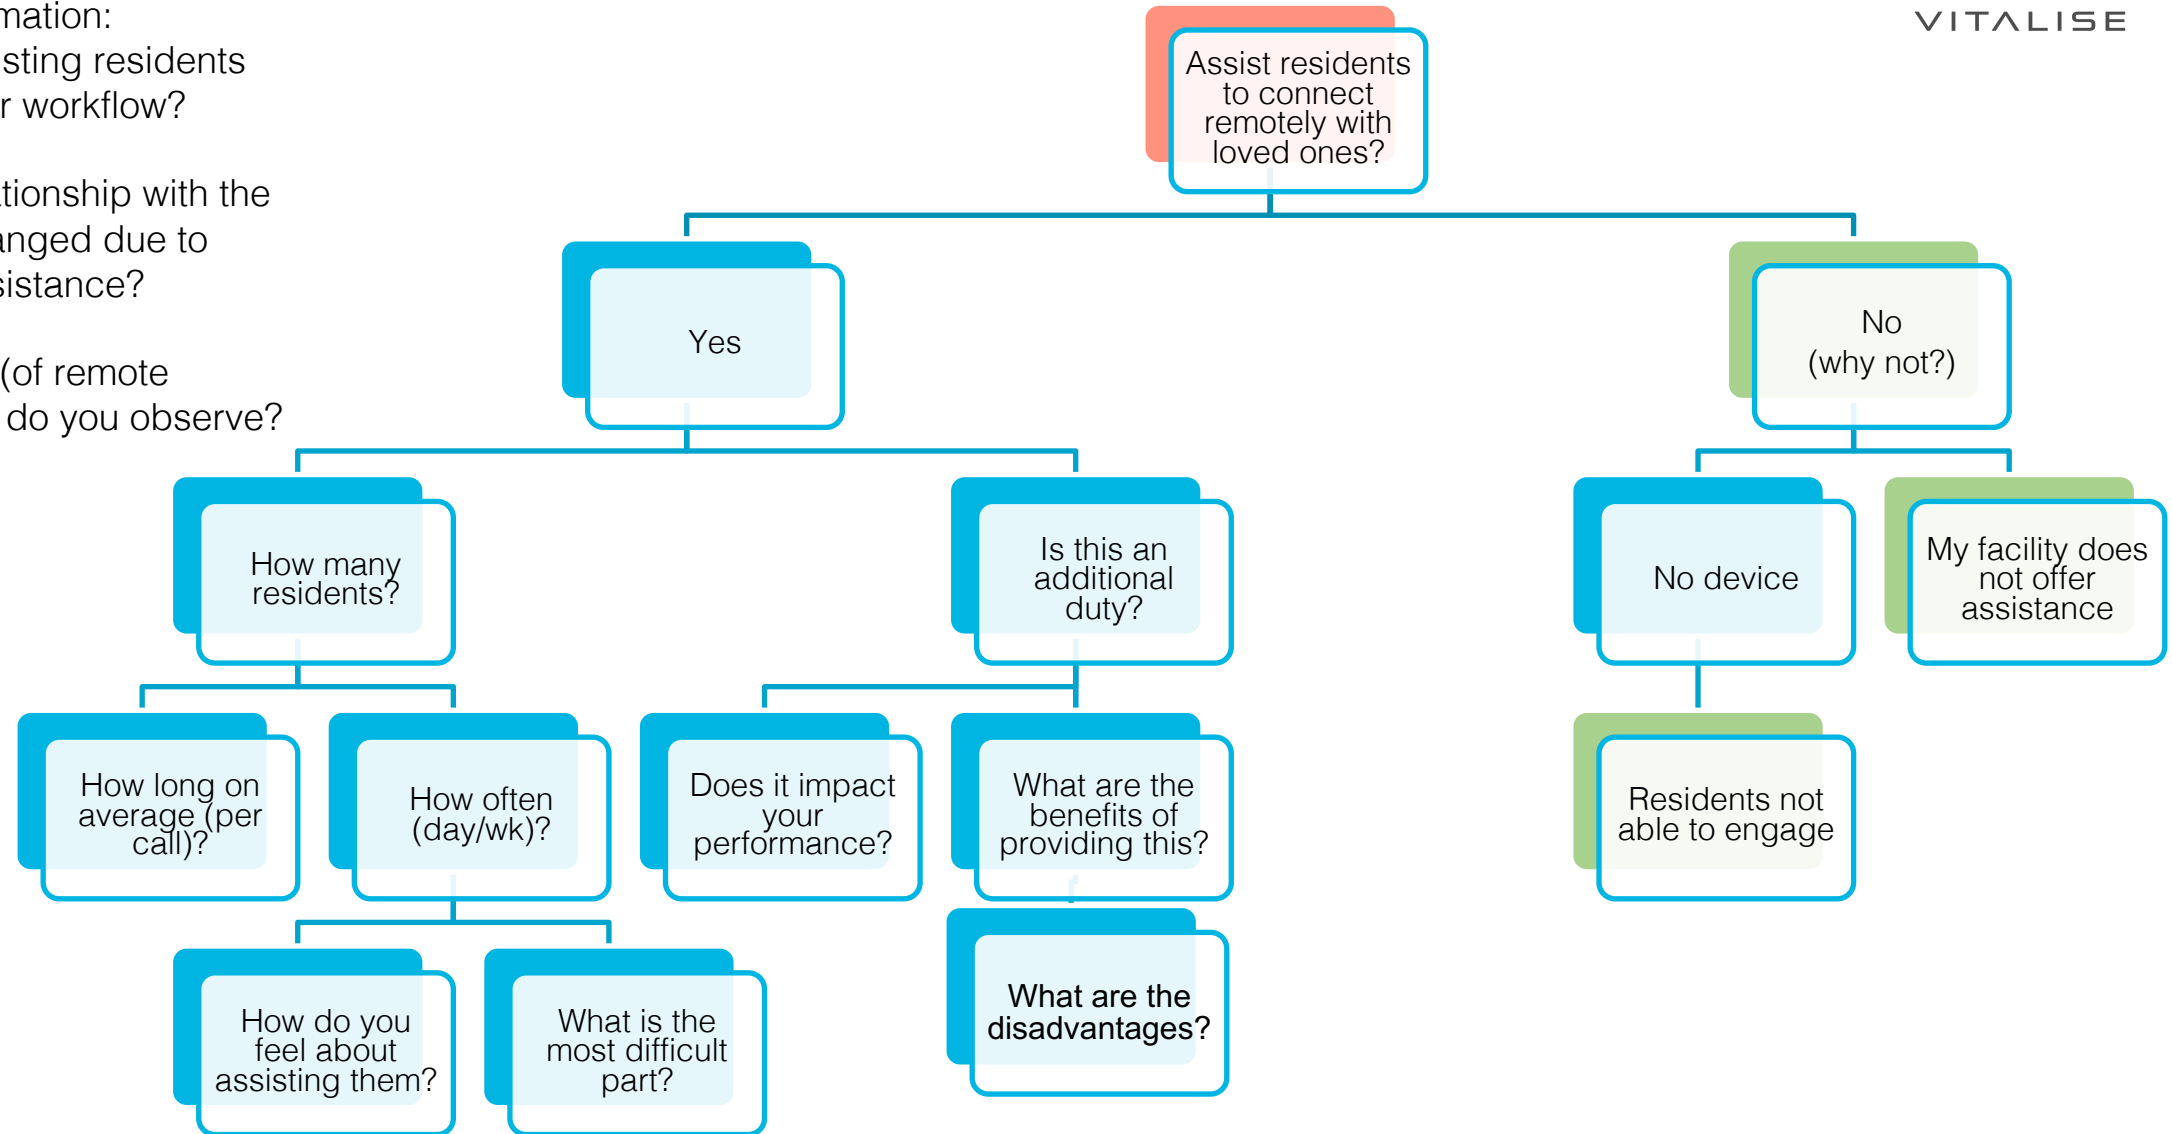 mation:
sting residents
r workflow?
ationship with the
anged due to
sistance?
(of remote
do you observe?
VITALISE
Assist residents
to connect
remotely with
loved ones?
Yes
No
(why not?)
How many
residents?
Is this an
additional
duty?
No device
My facility does
not offer
assistance
How long on
average (per
call)?
How often
(day/wk)?
Does it impact
your
performance?
What are the
benefits of
providing this?
Residents not
able to engage
How do you
feel about
assisting them?
What is the
most difficult
part?
What are the
disadvantages?